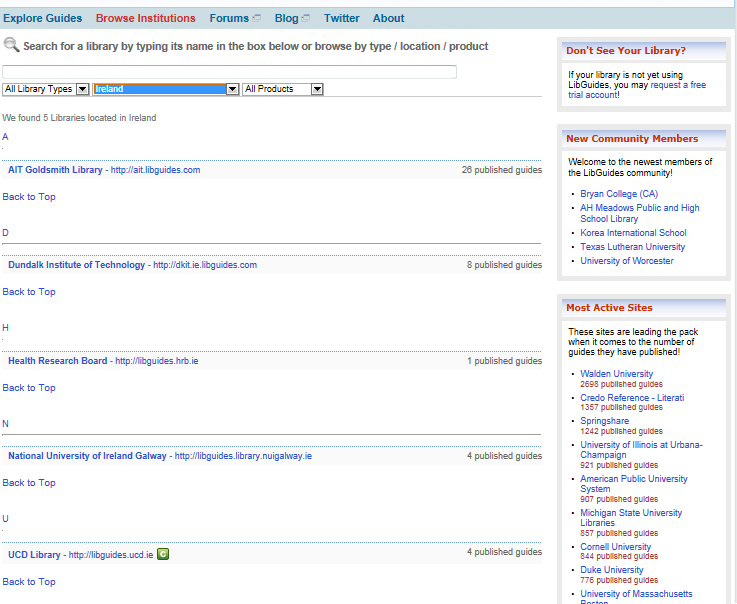 Explore Guides Browse Institutions Forums Blog Twitter About
Search for a library by typing its name in the box below or browse by type / location / product
All Library Types Ireland All Products
We found 5 Libraries located in Ireland
A
AIT Goldsmith Library - http://ait.libguides.com 26 published guides
Back to Top
D
Dundalk Institute of Technology - http://dkit.ie.libguides.com 8 published guides
Back to Top
H
Health Research Board - http://libguides.hrb.ie 1 published guides
Back to Top
N
National University of Ireland Galway - http://libguides.library.nuigalway.ie 4 published guides
Back to Top
U
UCD Library - http://libguides.ucd.ie C 4 published guides
Back to Top
Don't See Your Library?
If your library is not yet using
LibGuides, you may request a free
trial account!
New Community Members
Welcome to the newest members of
the LibGuides community!
• Bryan College (CA)
• AH Meadows Public and High
School Library
• Korea International School
• Texas Lutheran University
• University of Worcester
Most Active Sites
These sites are leading the pack
when it comes to the number of
guides they have published!
• Walden University
2698 published guides
• Credo Reference - Literati
1357 published guides
• Springshare
1242 published guides
• University of Illinois at Urbana-
Champaign
921 published guides
• American Public University
System
907 published guides
• Michigan State University
Libraries
857 published guides
• Cornell University
844 published guides
• Duke University
776 published guides
• University of Massachusetts
Boston